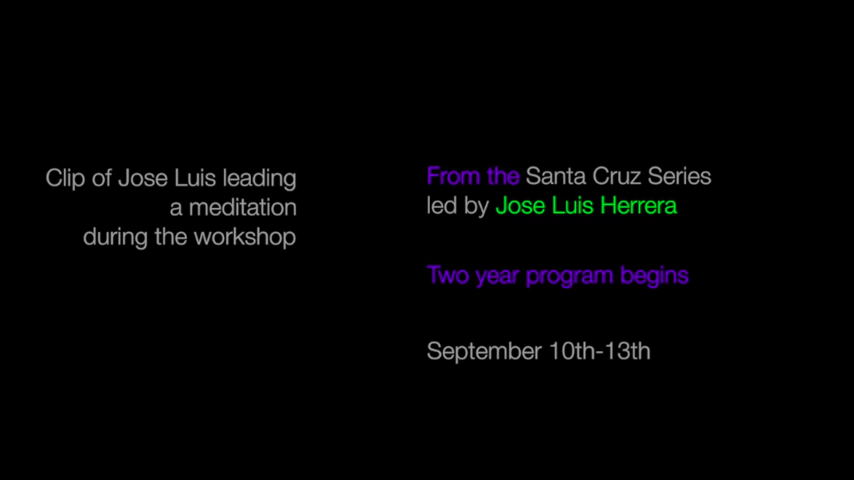 Clip of Jose Luis leading
a meditation
during the workshop
From the Santa Cruz Series
led by Jose Luis Herrera
Two year program begins
September 10th-13th